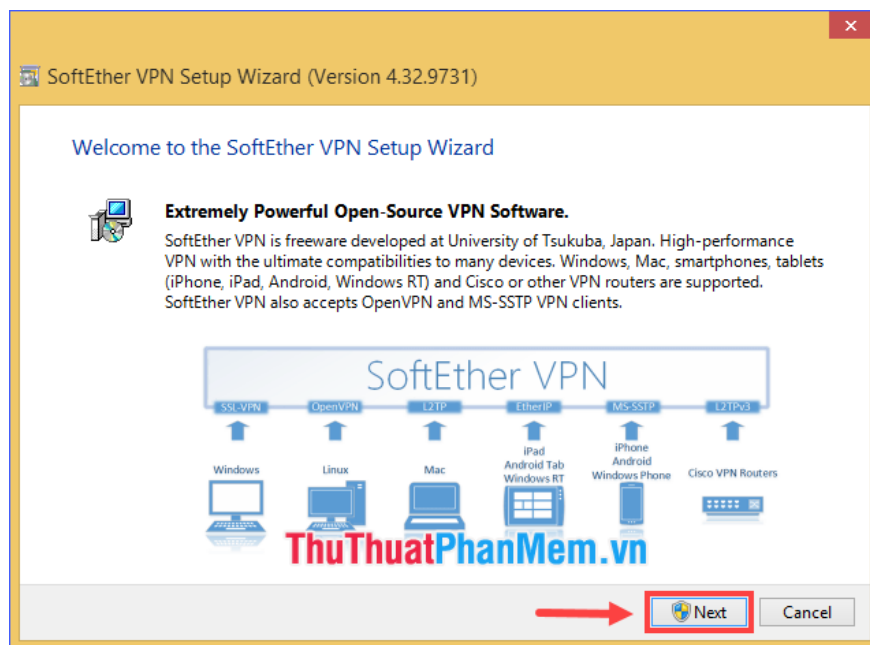 SoftEther VPN Setup Wizard (Version 4.32.9731)
Welcome to the SoftEther VPN Setup Wizard
Extremely Powerful Open-Source VPN Software.
SoftEther VPN is freeware developed at University of Tsukuba, Japan. High-performance
VPN with the ultimate compatibilities to many devices. Windows, Mac, smartphones, tablets
(iPhone, iPad, Android, Windows RT) and Cisco or other VPN routers are supported.
SoftEther VPN also accepts OpenVPN and MS-SSTP VPN clients.
SoftEther VPN
SSL-VPN OpenVPN L2TP EtherIP MS-SSTP L2TPv3
Windows
Linux
Mac
iPad
Android Tab
Windows RT
iPhone
Android
Windows Phone
Cisco VPN Routers
ThuThuatPhanMem.vn
Next Cancel